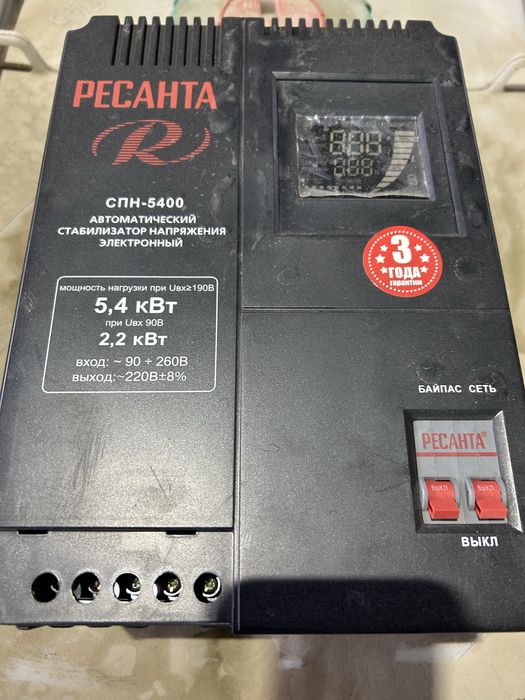 РЕСАНТА
R
СПН-5400
АВТОМАТИЧЕСКИЙ
СТАБИЛИЗАТОР НАПРЯЖЕНИЯ
ЭЛЕКТРОННЫЙ
мощность нагрузки при Uвх≥190В
5,4 кВт
при Uвх 90В
2,2 кВт
вход: ~ 90 ÷ 260В
выход:~220В±8%
3
ГОДА
гарантии
БАЙПАС СЕТЬ
РЕСАНТА®
ВЫКЛ ВЫКЛ
ВЫКЛ